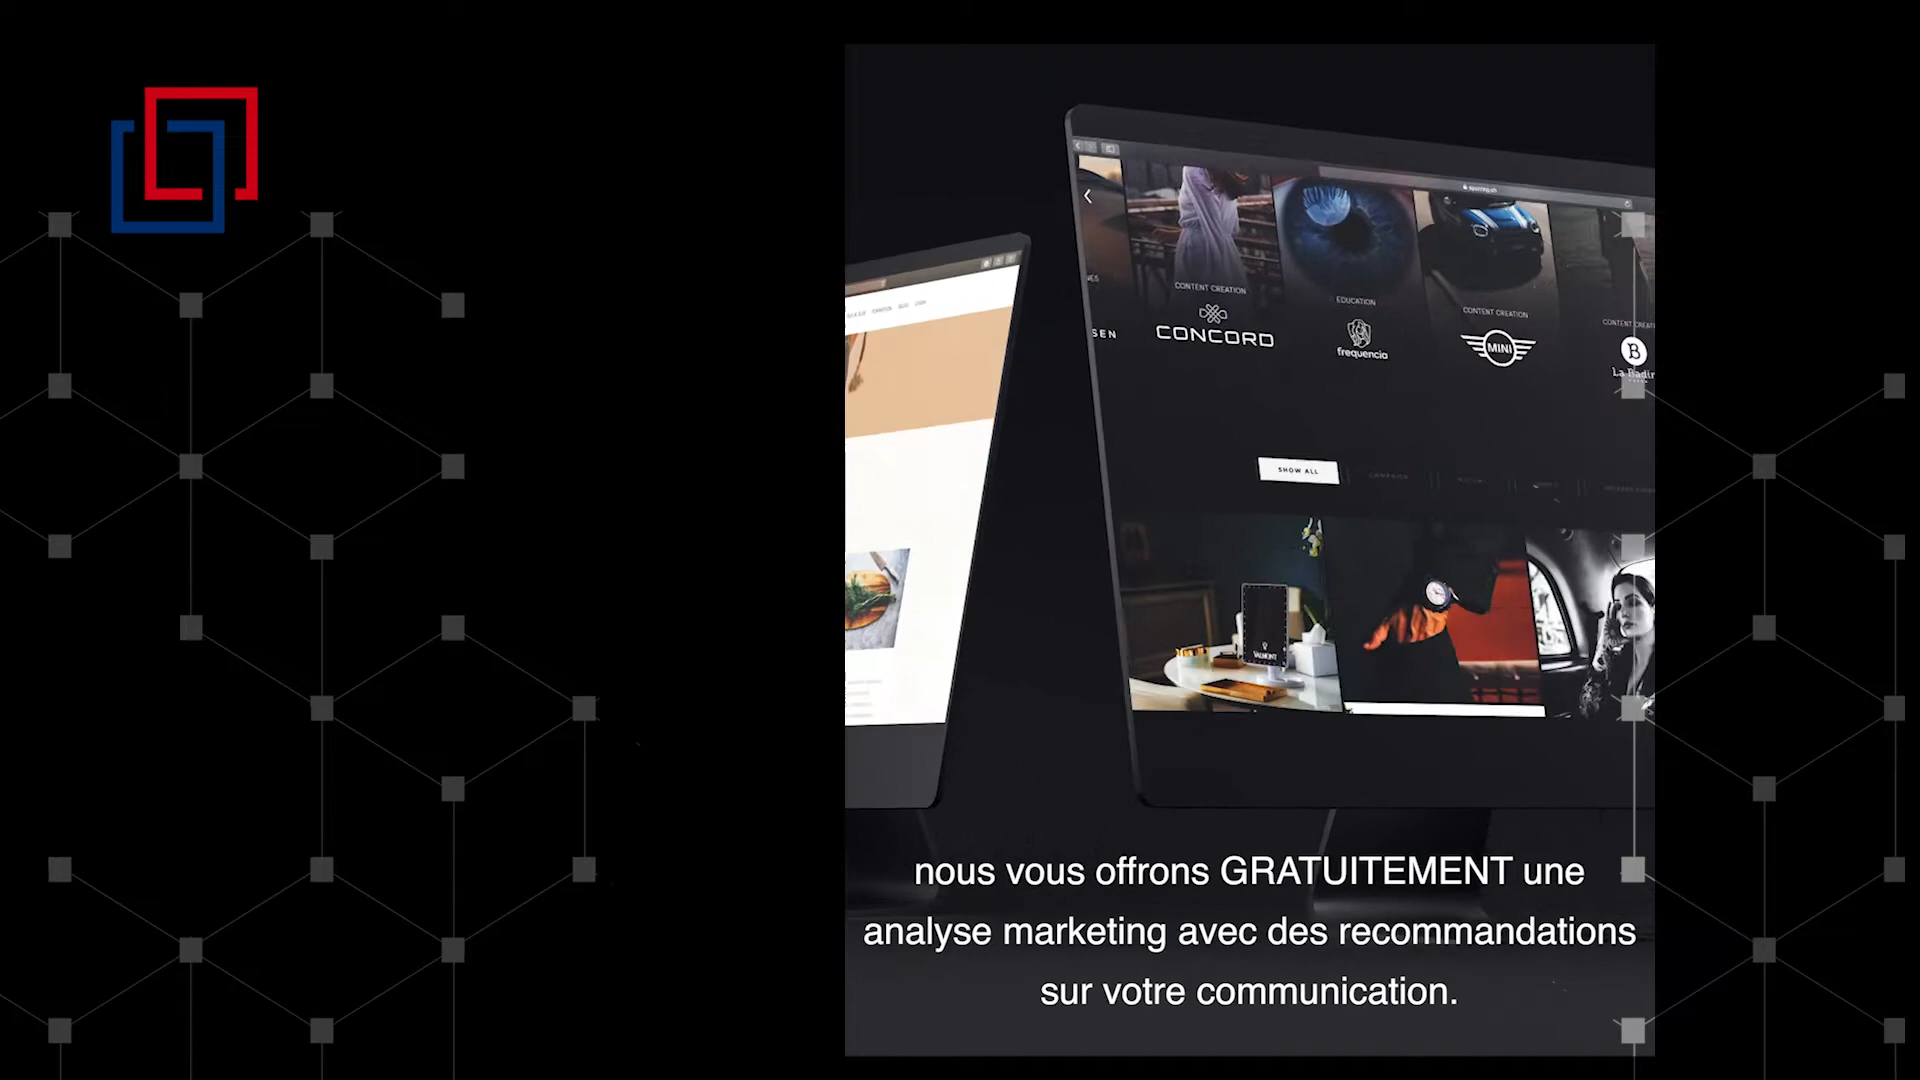 CONTENT CREATION
CONCORD
EDUCATION
frequencia
CONTENT CREATION
MINI
B
SHOW ALL
VALMONT
nous vous offrons GRATUITEMENT une
analyse marketing avec des recommandations
sur votre communication.